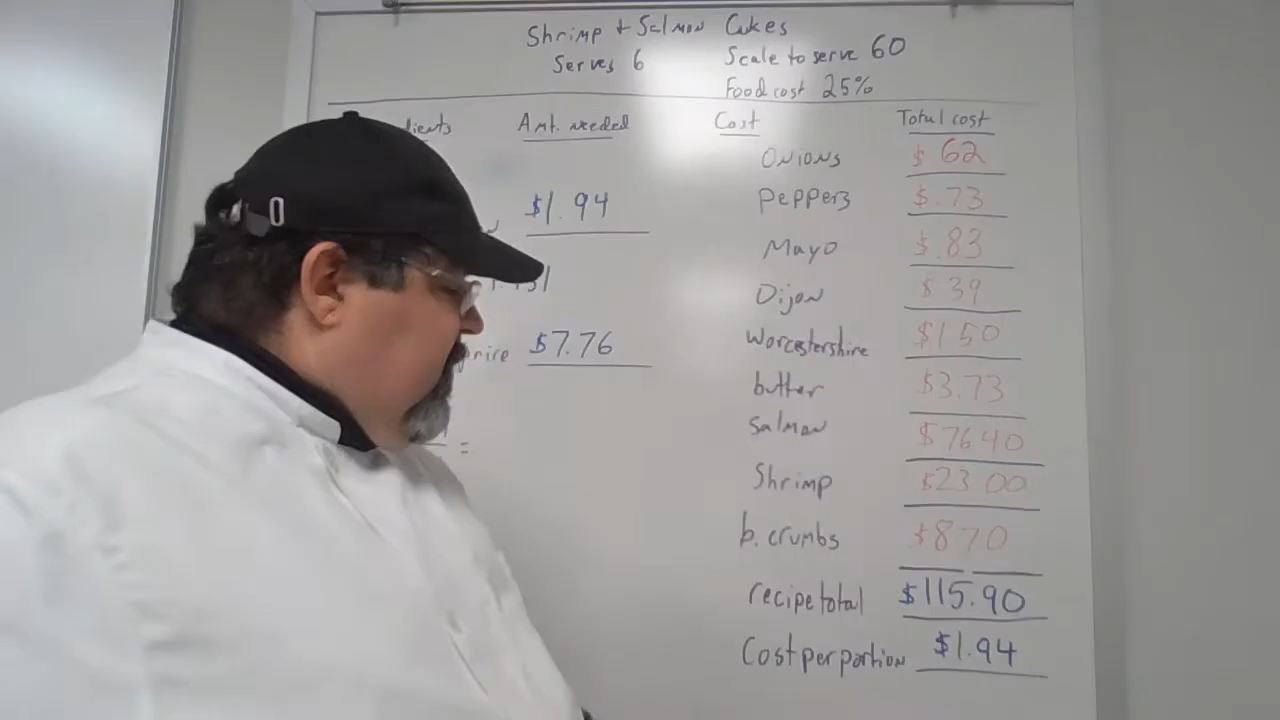 Shrimp + Salmon Cakes
Serves 6 Scale to serve 60
Food cost 25%
Amt. needed Cost Total cost
Onions $ 62
Peppers $.73
$1.94
Mayo $.83
Dijon $ 39
Worcestershire $1 50
$7.76
butter $3.73
=
Salmon $76 40
Shrimp $23 00
b. crumbs $8 70
recipe total $115.90
Cost per portion $1.94